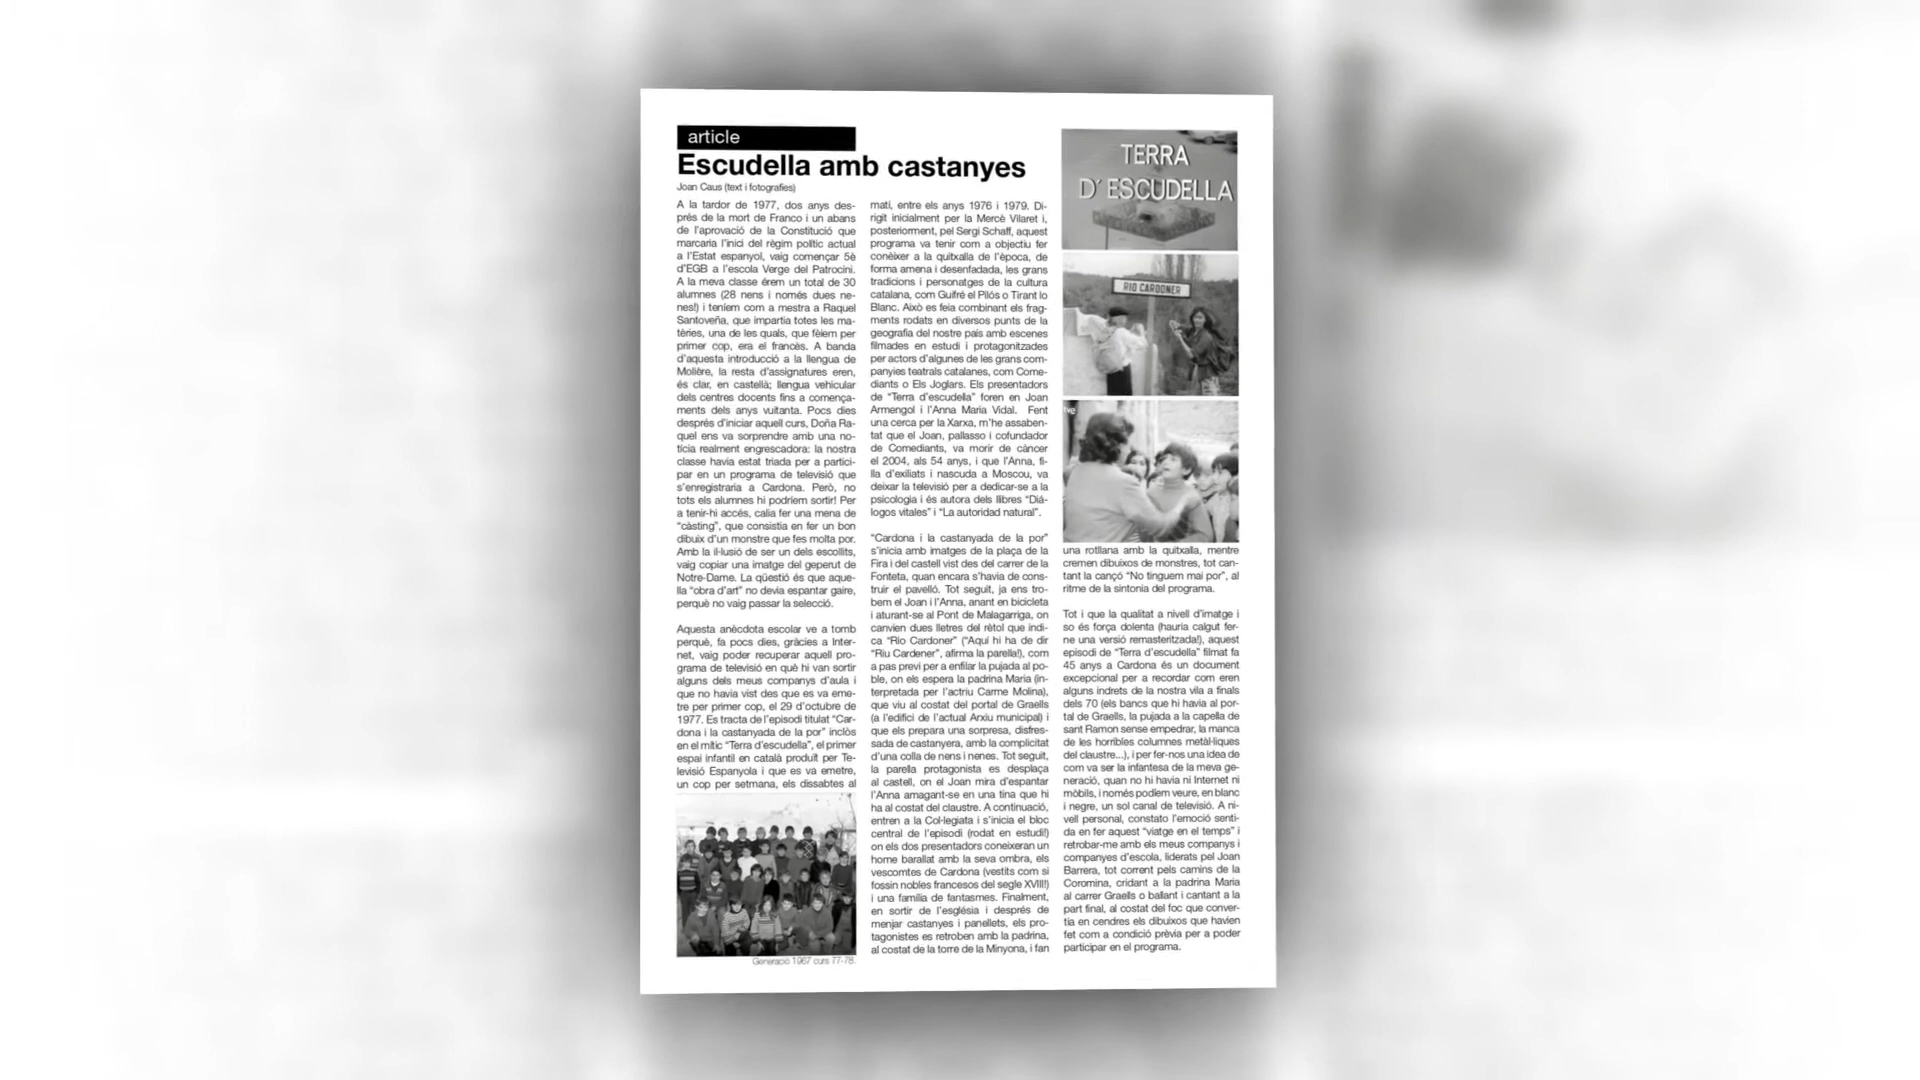 article
Escudella amb castanyes
Joan Caus (text i fotografies)
A la tardor de 1977, dos anys des-
prés de la mort de Franco i un abans
de l'aprovació de la Constitució que
marcaria l'inici del règim polític actual
a l'Estat espanyol, vaig començar 5è
d'EGB a l'escola Verge del Patrocini.
A la meva classe érem un total de 30
alumnes (28 nens i només dues ne-
nes!) i teníem com a mestra a Raquel
Santoveña, que impartia totes les ma-
tèries, una de les quals, que fèiem per
primer cop, era el francès. A banda
d'aquesta introducció a la llengua de
Molière, la resta d'assignatures eren,
és clar, en castellà; llengua vehicular
dels centres docents fins a comença-
ments dels anys vuitanta. Pocs dies
després d'iniciar aquell curs, Doña Ra-
quel ens va sorprendre amb una no-
tícia realment engrescadora: la nostra
classe havia estat triada per a partici-
par en un programa de televisió que
s'enregistraria a Cardona. Però, no
tots els alumnes hi podríem sortir! Per
a tenir-hi accés, calia fer una mena de
"càsting", que consistia en fer un bon
dibuix d'un monstre que fes molta por.
Amb la il·lusió de ser un dels escollits,
vaig copiar una imatge del geperut de
Notre-Dame. La qüestió és que aque-
lla "obra d'art" no devia espantar gaire,
perquè no vaig passar la selecció.
Aquesta anècdota escolar ve a tomb
perquè, fa pocs dies, gràcies a Inter-
net, vaig poder recuperar aquell pro-
grama de televisió en què hi van sortir
alguns dels meus companys d'aula i
que no havia vist des que es va eme-
tre per primer cop, el 29 d'octubre de
1977. Es tracta de l'episodi titulat "Car-
dona i la castanyada de la por" inclòs
en el mític "Terra d'escudella", el primer
espai infantil en català produït per Te-
levisió Espanyola i que es va emetre,
un cop per setmana, els dissabtes al
Generació 1967 curs 77-78.
matí, entre els anys 1976 i 1979. Di-
rigit inicialment per la Mercè Vilaret i,
posteriorment, pel Sergi Schaff, aquest
programa va tenir com a objectiu fer
conèixer a la quitxalla de l'època, de
forma amena i desenfadada, les grans
tradicions i personatges de la cultura
catalana, com Guifré el Pilós o Tirant lo
Blanc. Això es feia combinant els frag-
ments rodats en diversos punts de la
geografia del nostre país amb escenes
filmades en estudi i protagonitzades
per actors d'algunes de les grans com-
panyies teatrals catalanes, com Come-
diants o Els Joglars. Els presentadors
de "Terra d'escudella" foren en Joan
Armengol i l'Anna Maria Vidal. Fent
una cerca per la Xarxa, m'he assaben-
tat que el Joan, pallasso i cofundador
de Comediants, va morir de càncer
el 2004, als 54 anys, i que l'Anna, fi-
lla d'exiliats i nascuda a Moscou, va
deixar la televisió per a dedicar-se a la
psicologia i és autora dels llibres "Diá-
logos vitales" i "La autoridad natural".
"Cardona i la castanyada de la por"
s'inicia amb imatges de la plaça de la
Fira i del castell vist des del carrer de la
Fonteta, quan encara s'havia de cons-
truir el pavelló. Tot seguit, ja ens tro-
bem el Joan i l'Anna, anant en bicicleta
i aturant-se al Pont de Malagarriga, on
canvien dues lletres del rètol que indi-
ca "Rio Cardoner" ("Aquí hi ha de dir
"Riu Cardener", afirma la parella!), com
a pas previ per a enfilar la pujada al po-
ble, on els espera la padrina Maria (in-
terpretada per l'actriu Carme Molina),
que viu al costat del portal de Graells
(a l'edifici de l'actual Arxiu municipal) i
que els prepara una sorpresa, disfres-
sada de castanyera, amb la complicitat
d'una colla de nens i nenes. Tot seguit,
la parella protagonista es desplaça
al castell, on el Joan mira d'espantar
l'Anna amagant-se en una tina que hi
ha al costat del claustre. A continuació,
entren a la Col·legiata i s'inicia el bloc
central de l'episodi (rodat en estudi!)
on els dos presentadors coneixeran un
home barallat amb la seva ombra, els
vescomtes de Cardona (vestits com si
fossin nobles francesos del segle XVIII!)
i una família de fantasmes. Finalment,
en sortir de l'església i després de
menjar castanyes i panellets, els pro-
tagonistes es retroben amb la padrina,
al costat de la torre de la Minyona, i fan
TERRA
D' ESCUDELLA
RIO CARDONER
tve
una rotllana amb la quitxalla, mentre
cremen dibuixos de monstres, tot can-
tant la cançó "No tinguem mai por", al
ritme de la sintonia del programa.
Tot i que la qualitat a nivell d'imatge i
so és força dolenta (hauria calgut fer-
ne una versió remasteritzada!), aquest
episodi de "Terra d'escudella" filmat fa
45 anys a Cardona és un document
excepcional per a recordar com eren
alguns indrets de la nostra vila a finals
dels 70 (els bancs que hi havia al por-
tal de Graells, la pujada a la capella de
sant Ramon sense empedrar, la manca
de les horribles columnes metàl·liques
del claustre...), i per fer-nos una idea de
com va ser la infantesa de la meva ge-
neració, quan no hi havia ni Internet ni
mòbils, i només podíem veure, en blanc
i negre, un sol canal de televisió. A ni-
vell personal, constato l'emoció senti-
da en fer aquest "viatge en el temps" i
retrobar-me amb els meus companys i
companyes d'escola, liderats pel Joan
Barrera, tot corrent pels camins de la
Coromina, cridant a la padrina Maria
al carrer Graells o ballant i cantant a la
part final, al costat del foc que conver-
tia en cendres els dibuixos que havien
fet com a condició prèvia per a poder
participar en el programa.